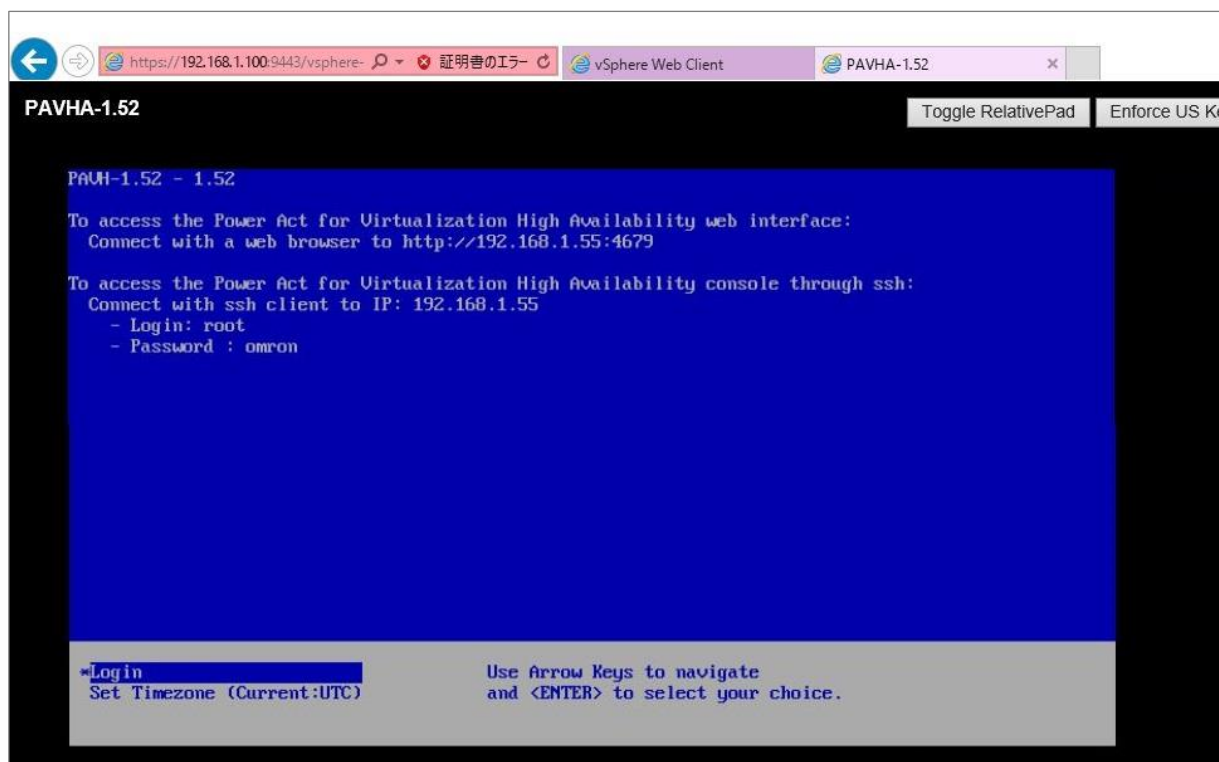 https://192.168.1.100:9443/vsphere- 証明書のエラー vSphere Web Client PAVHA-1.52
PAVHA-1.52 Toggle RelativePad Enforce US K
PAVH-1.52 - 1.52
To access the Power Act for Virtualization High Availability web interface:
Connect with a web browser to http://192.168.1.55:4679
To access the Power Act for Virtualization High Availability console through ssh:
Connect with ssh client to IP: 192.168.1.55
- Login: root
- Password : omron
*Login Use Arrow Keys to navigate
Set Timezone (Current:UTC) and <ENTER> to select your choice.